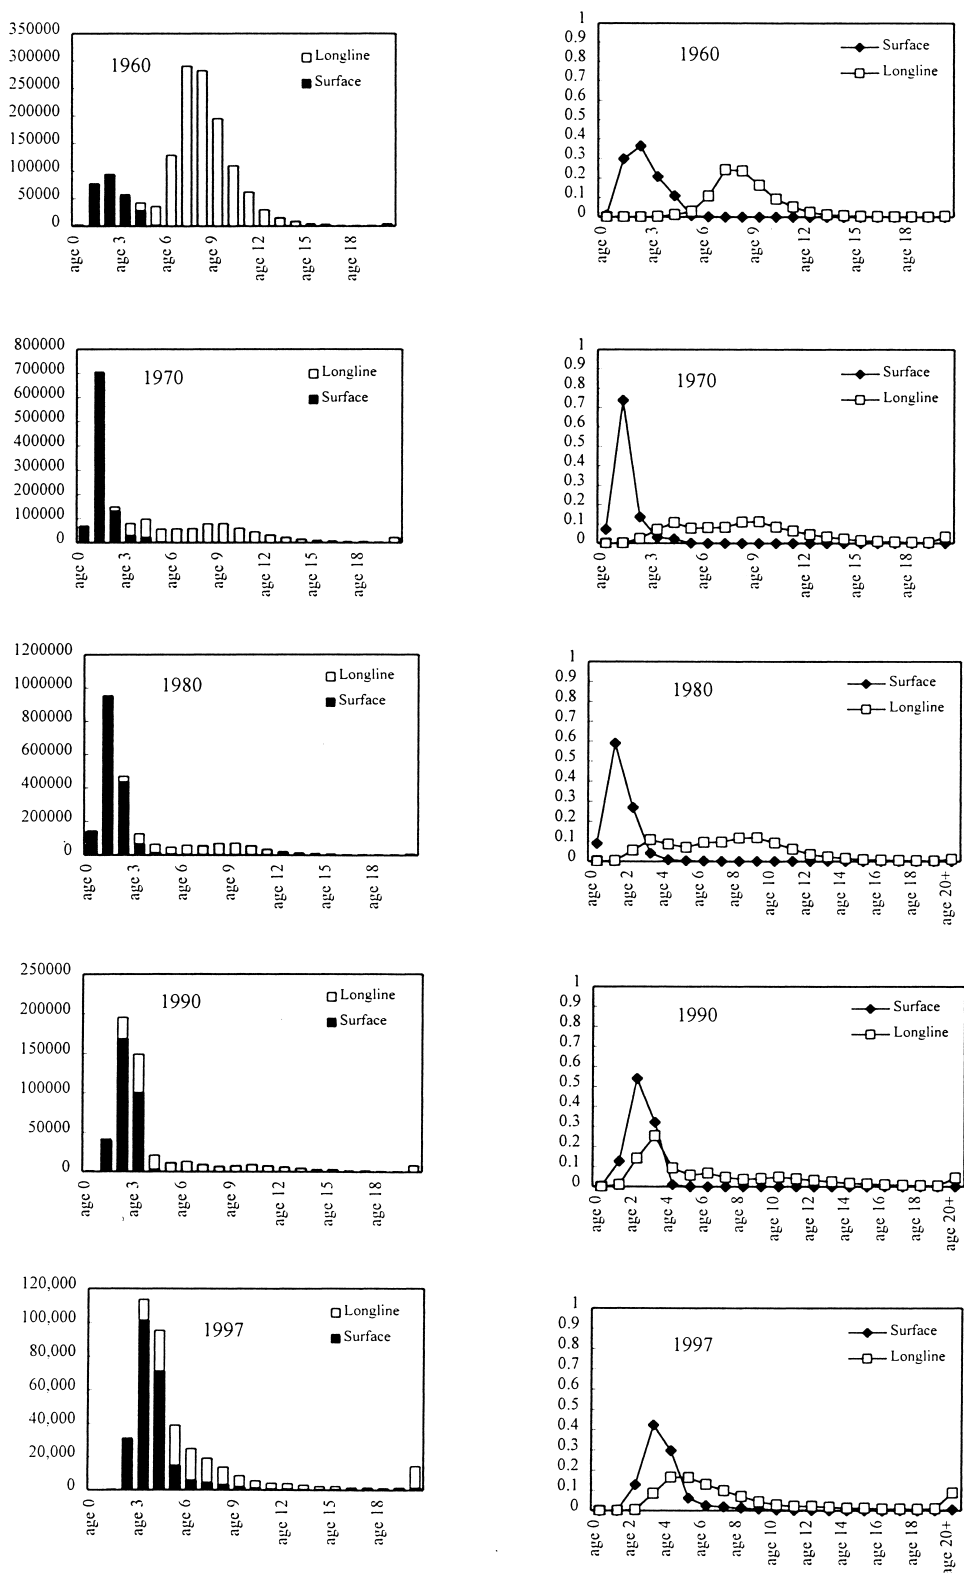 350000
300000
250000
200000
150000
100000
50000
0
1960
Longline
Surface
age 0
age 3
age 6
age 9
age 12
age 15
age 18
1
0.9
0.8
0.7
0.6
0.5
0.4
0.3
0.2
0.1
0
1960
Surface
Longline
age 0
age 3
age 6
age 9
age 12
age 15
age 18
800000
700000
600000
500000
400000
300000
200000
100000
0
1970
Longline
Surface
age 0
age 3
age 6
age 9
age 12
age 15
age 18
1
0.9
0.8
0.7
0.6
0.5
0.4
0.3
0.2
0.1
0
1970
Surface
Longline
age 0
age 3
age 6
age 9
age 12
age 15
age 18
1200000
1000000
800000
600000
400000
200000
0
1980
Longline
Surface
age 0
age 3
age 6
age 9
age 12
age 15
age 18
1
0.9
0.8
0.7
0.6
0.5
0.4
0.3
0.2
0.1
0
1980
Surface
Longline
age 0
age 2
age 4
age 6
age 8
age 10
age 12
age 14
age 16
age 18
age 20+
250000
200000
150000
100000
50000
0
1990
Longline
Surface
age 0
age 3
age 6
age 9
age 12
age 15
age 18
1
0.9
0.8
0.7
0.6
0.5
0.4
0.3
0.2
0.1
0
1990
Surface
Longline
age 0
age 2
age 4
age 6
age 8
age 10
age 12
age 14
age 16
age 18
age 20+
120,000
100,000
80,000
60,000
40,000
20,000
0
1997
Longline
Surface
age 0
age 3
age 6
age 9
age 12
age 15
age 18
1
0.9
0.8
0.7
0.6
0.5
0.4
0.3
0.2
0.1
0
1997
Surface
Longline
age 0
age 2
age 4
age 6
age 8
age 10
age 12
age 14
age 16
age 18
age 20+